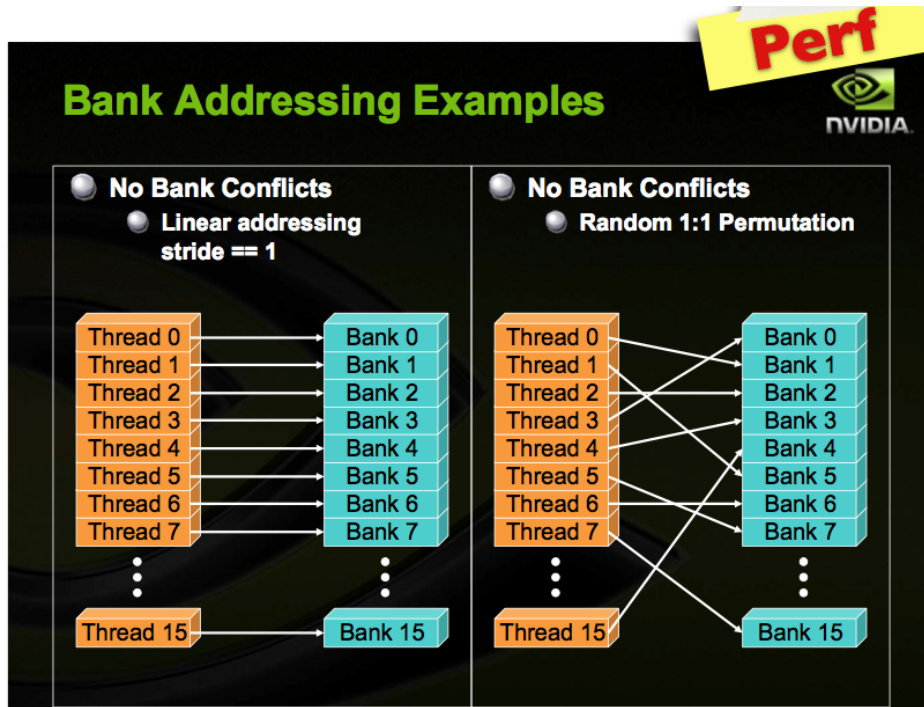 Perf
Bank Addressing Examples
NVIDIA.
No Bank Conflicts
Linear addressing
stride == 1
Thread 0
Thread 1
Thread 2
Thread 3
Thread 4
Thread 5
Thread 6
Thread 7
Thread 15
Bank 0
Bank 1
Bank 2
Bank 3
Bank 4
Bank 5
Bank 6
Bank 7
Bank 15
No Bank Conflicts
Random 1:1 Permutation
Thread 0
Thread 1
Thread 2
Thread 3
Thread 4
Thread 5
Thread 6
Thread 7
Thread 15
Bank 0
Bank 1
Bank 2
Bank 3
Bank 4
Bank 5
Bank 6
Bank 7
Bank 15